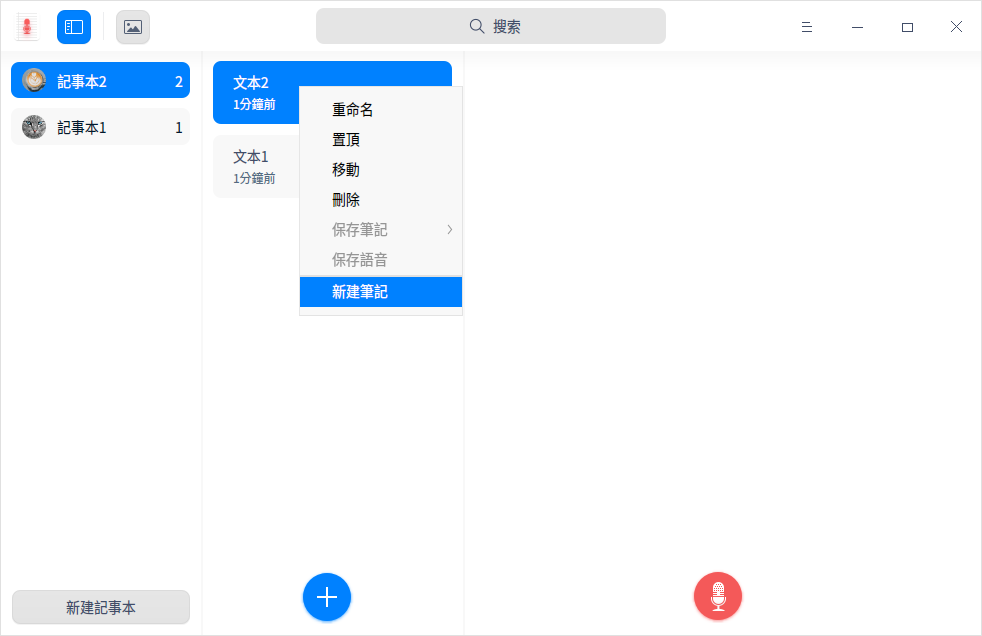 搜索
記事本2 2
記事本1 1
文本2
1分鐘前
文本1
1分鐘前
重命名
置頂
移動
刪除
保存筆記
保存語音
新建筆記
新建記事本